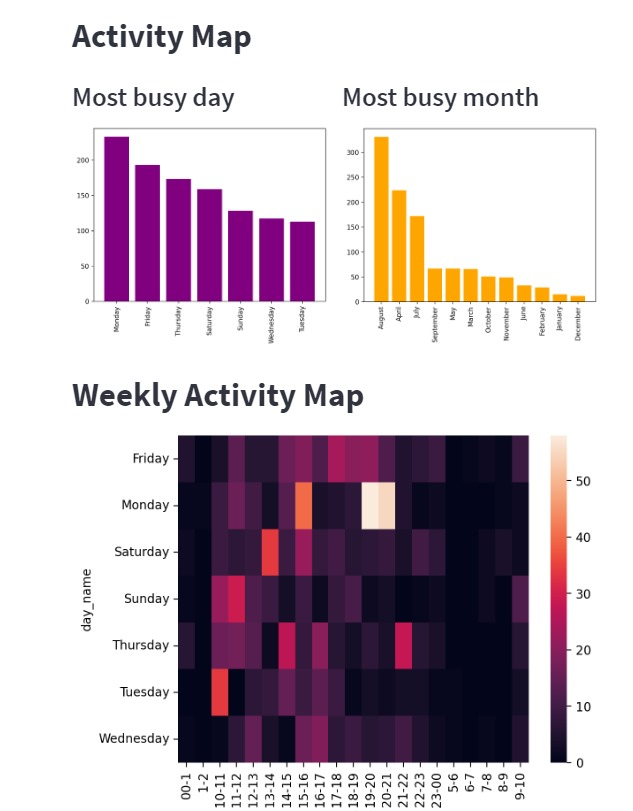 Activity Map
Most busy day
Most busy month
200
150
100
50
0
Monday
Friday
Thursday
Saturday
Sunday
Wednesday
Tuesday
300
250
200
150
100
50
0
August
April
July
September
May
March
October
November
June
February
January
December
Weekly Activity Map
day_name
Friday
Monday
Saturday
Sunday
Thursday
Tuesday
Wednesday
00-1
1-2
10-11
11-12
12-13
13-14
14-15
15-16
16-17
17-18
18-19
19-20
20-21
21-22
22-23
23-00
5-6
6-7
7-8
8-9
9-10
50
40
30
20
10
0